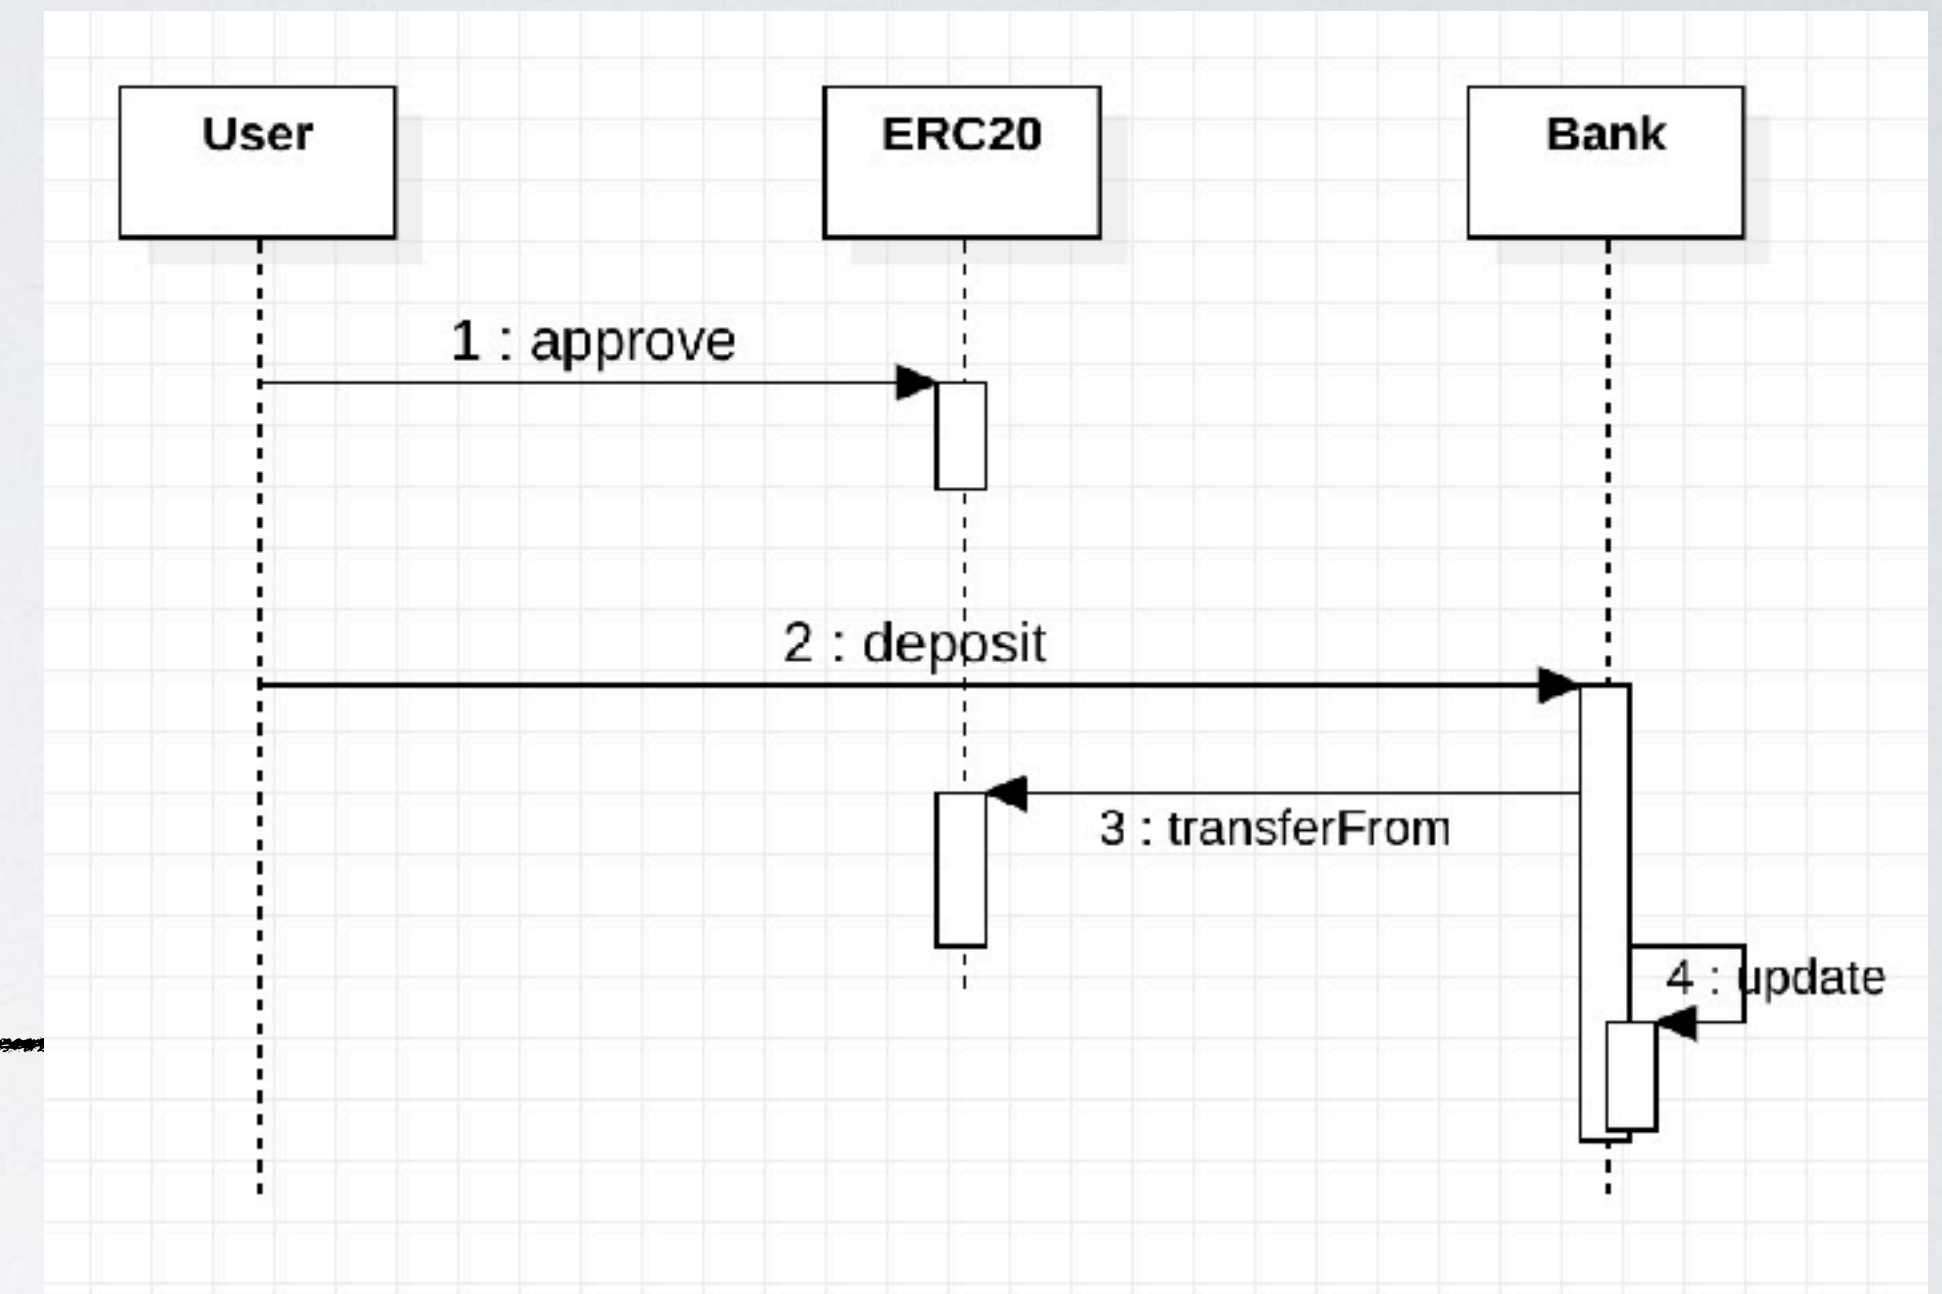 User
ERC20
Bank
1 : approve
2 : deposit
3 : transferFrom
4 : update